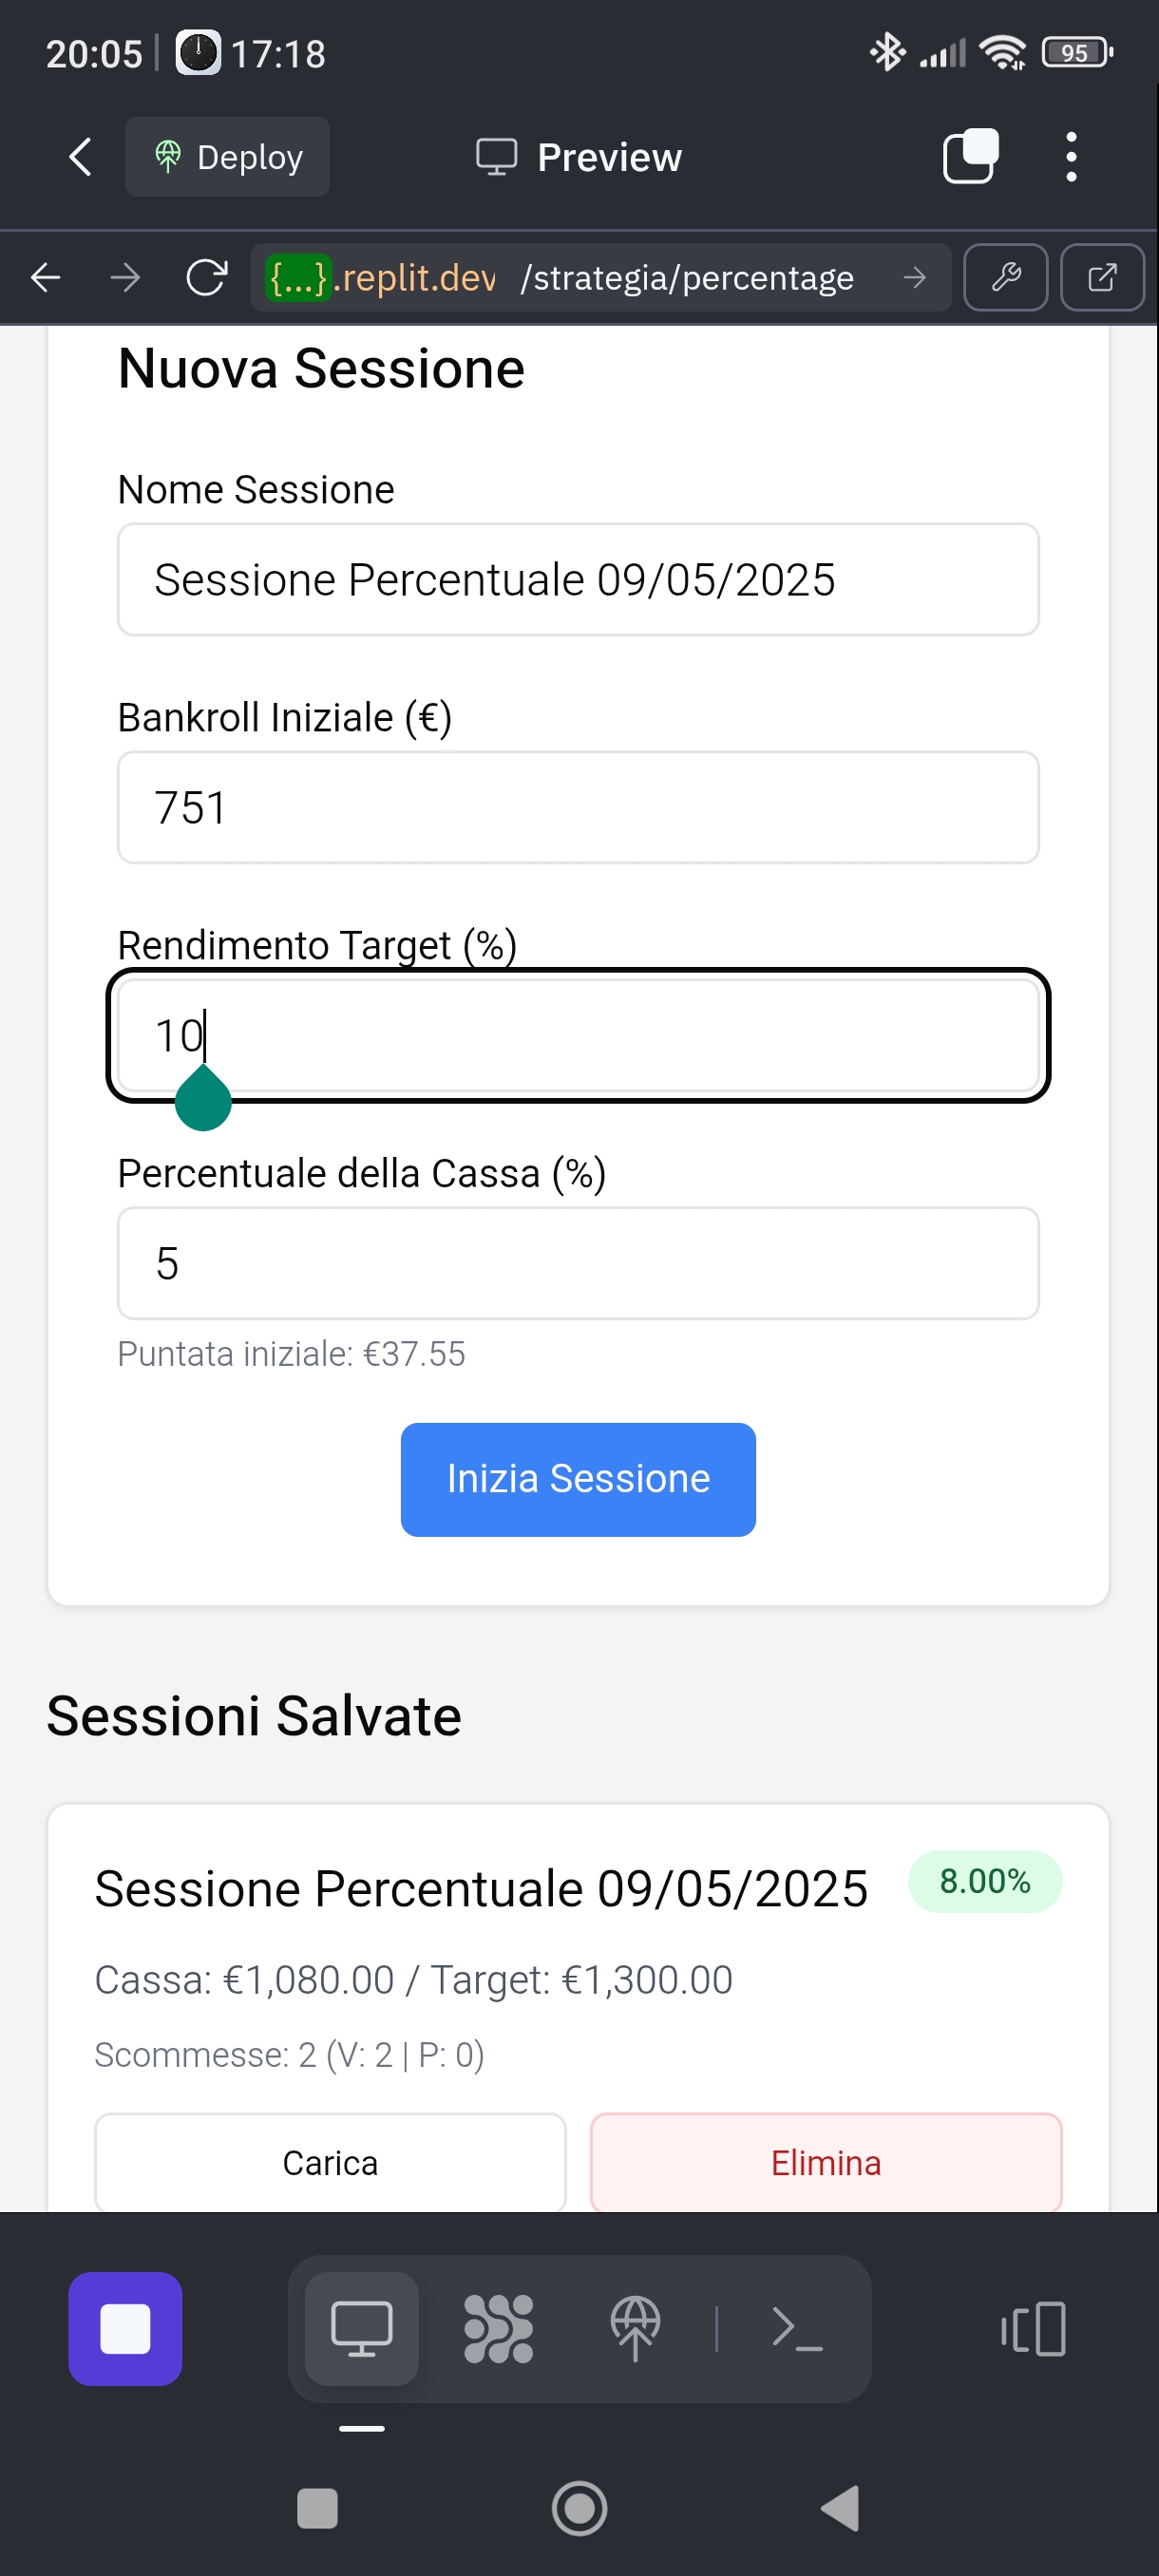 20:05 17:18 95
Deploy Preview
{...}.replit.dev /strategia/percentage
Nuova Sessione
Nome Sessione
Sessione Percentuale 09/05/2025
Bankroll Iniziale (€)
751
Rendimento Target (%)
10
Percentuale della Cassa (%)
5
Puntata iniziale: €37.55
Inizia Sessione
Sessioni Salvate
Sessione Percentuale 09/05/2025 8.00%
Cassa: €1,080.00 / Target: €1,300.00
Scommesse: 2 (V: 2 | P: 0)
Carica Elimina